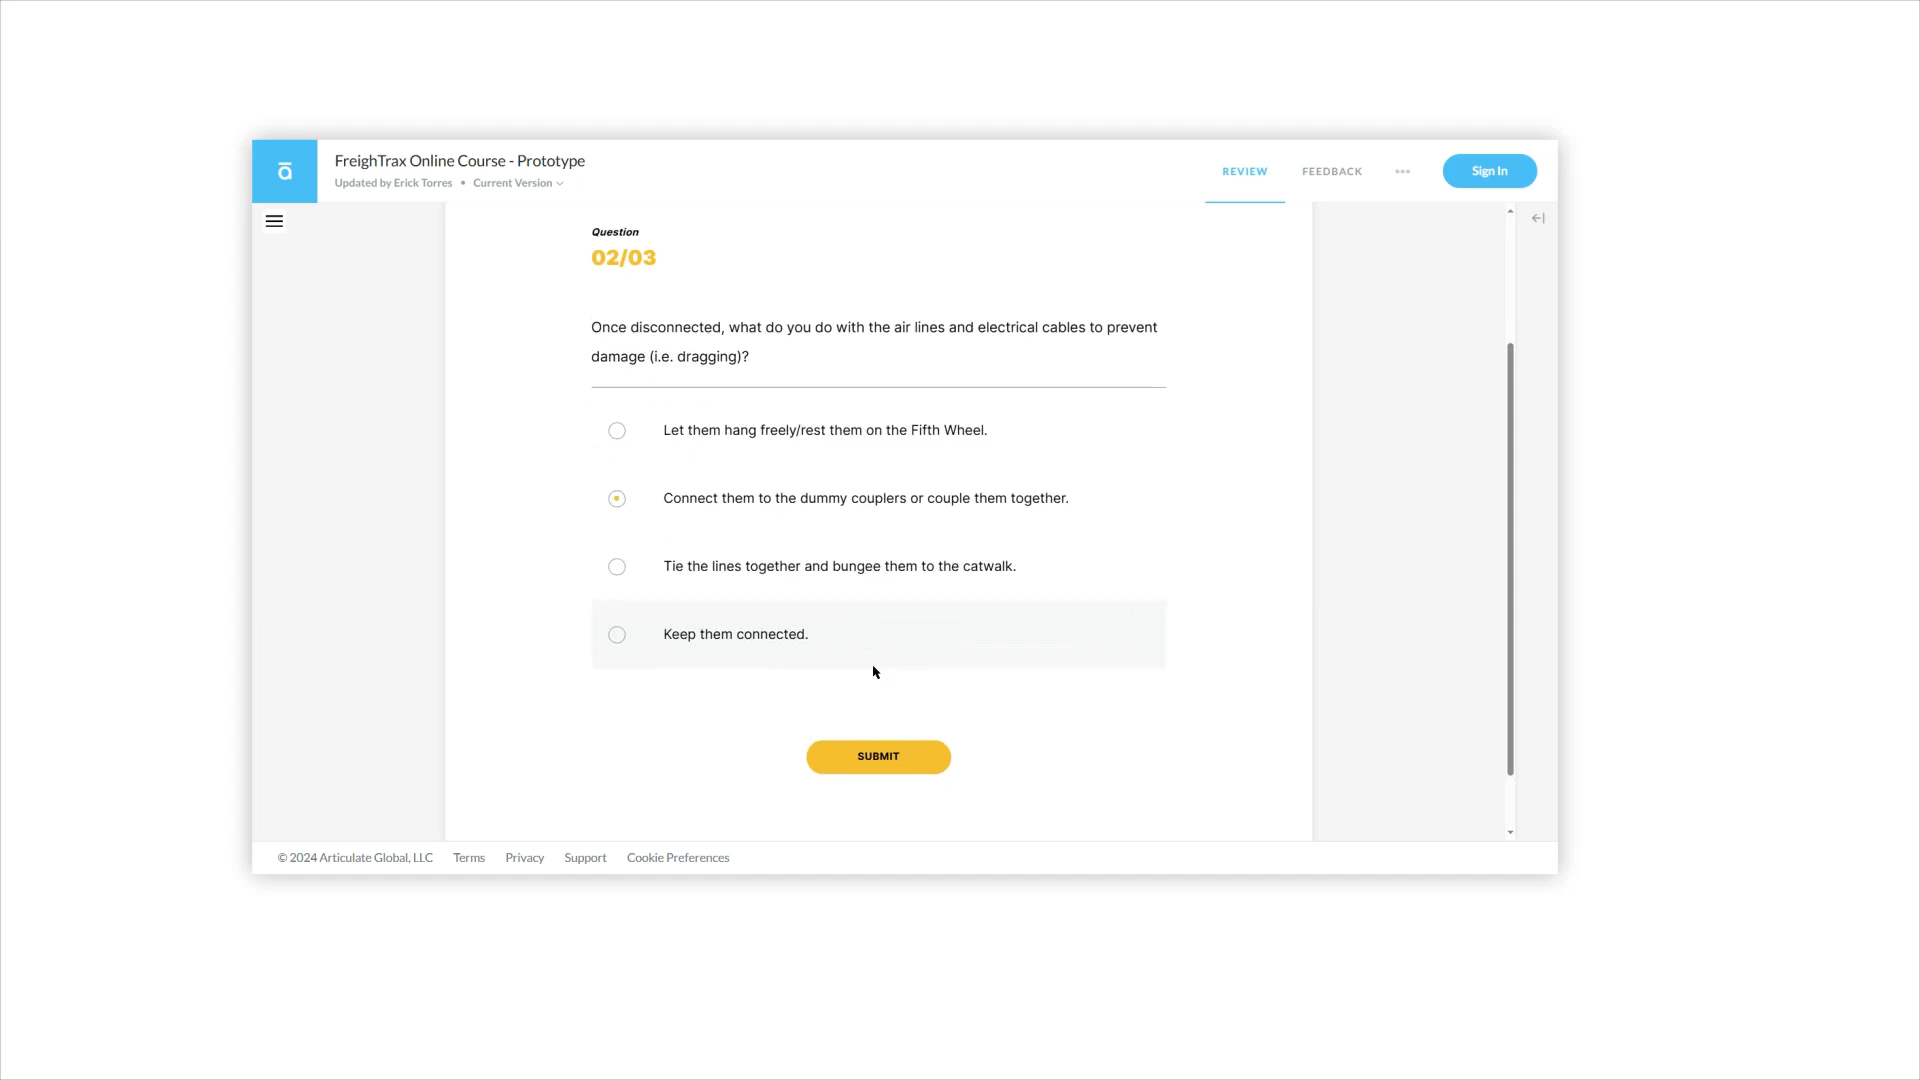 ā
FreighTrax Online Course - Prototype
Updated by Erick Torres • Current Version
REVIEW
FEEDBACK
•••
Sign In
Question
02/03
Once disconnected, what do you do with the air lines and electrical cables to prevent
damage (i.e. dragging)?
Let them hang freely/rest them on the Fifth Wheel.
Connect them to the dummy couplers or couple them together.
Tie the lines together and bungee them to the catwalk.
Keep them connected.
SUBMIT
© 2024 Articulate Global, LLC Terms Privacy Support Cookie Preferences